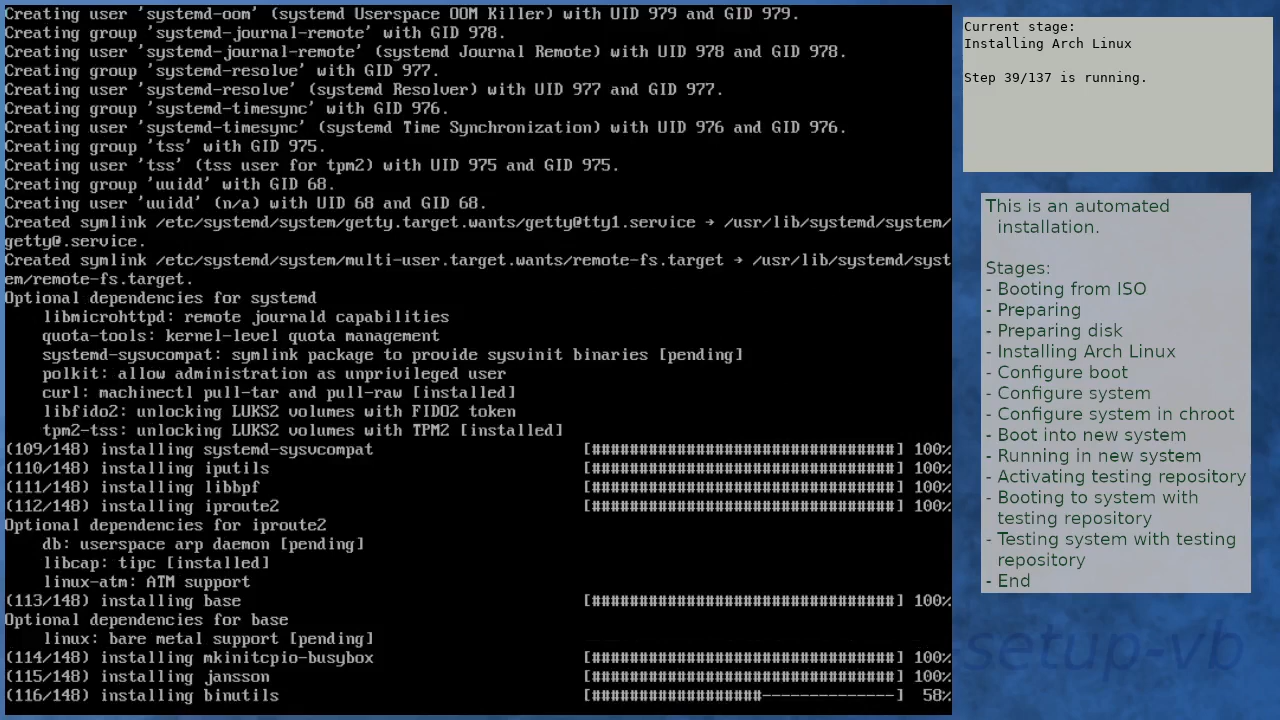 Creating user 'systemd-oom' (systemd Userspace OOM Killer) with UID 979 and GID 979.
Creating group 'systemd-journal-remote' with GID 978.
Creating user 'systemd-journal-remote' (systemd Journal Remote) with UID 978 and GID 978.
Creating group 'systemd-resolve' with GID 977.
Creating user 'systemd-resolve' (systemd Resolver) with UID 977 and GID 977.
Creating group 'systemd-timesync' with GID 976.
Creating user 'systemd-timesync' (systemd Time Synchronization) with UID 976 and GID 976.
Creating group 'tss' with GID 975.
Creating user 'tss' (tss user for tpm2) with UID 975 and GID 975.
Creating group 'uuidd' with GID 68.
Creating user 'uuidd' (n/a) with UID 68 and GID 68.
Created symlink /etc/systemd/system/getty.target.wants/getty@tty1.service → /usr/lib/systemd/system/
getty@.service.
Created symlink /etc/systemd/system/multi-user.target.wants/remote-fs.target → /usr/lib/systemd/syst
em/remote-fs.target.
Optional dependencies for systemd
    libmicrohttpd: remote journald capabilities
    quota-tools: kernel-level quota management
    systemd-sysvcompat: symlink package to provide sysvinit binaries [pending]
    polkit: allow administration as unprivileged user
    curl: machinectl pull-tar and pull-raw [installed]
    libfido2: unlocking LUKS2 volumes with FIDO2 token
    tpm2-tss: unlocking LUKS2 volumes with TPM2 [installed]
(109/148) installing systemd-sysvcompat [################################] 100%
(110/148) installing iputils [################################] 100%
(111/148) installing libbpf [################################] 100%
(112/148) installing iproute2 [################################] 100%
Optional dependencies for iproute2
    db: userspace arp daemon [pending]
    libcap: tipc [installed]
    linux-atm: ATM support
(113/148) installing base [################################] 100%
Optional dependencies for base
    linux: bare metal support [pending]
(114/148) installing mkinitcpio-busybox [################################] 100%
(115/148) installing jansson [################################] 100%
(116/148) installing binutils [##################--------------] 58%
Current stage:
Installing Arch Linux
Step 39/137 is running.
This is an automated
installation.
Stages:
- Booting from ISO
- Preparing
- Preparing disk
- Installing Arch Linux
- Configure boot
- Configure system
- Configure system in chroot
- Boot into new system
- Running in new system
- Activating testing repository
- Booting to system with
testing repository
- Testing system with testing
repository
- End
-setup-vb